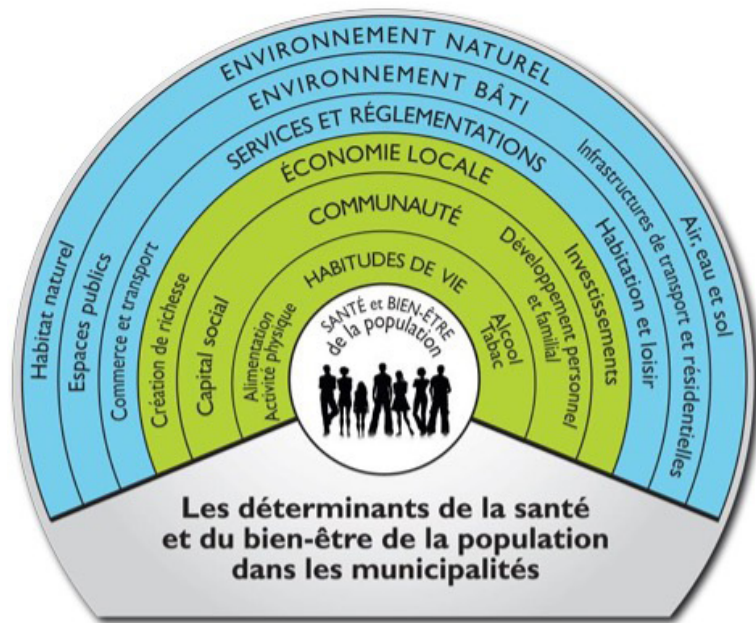 ENVIRONNEMENT NATUREL
Habitat naturel
Air, eau et sol
ENVIRONNEMENT BÂTI
Espaces publics
Infrastructures de transport et résidentielles
SERVICES ET RÉGLEMENTATIONS
Commerce et transport
Habitation et loisir
ÉCONOMIE LOCALE
Création de richesse
Investissements
COMMUNAUTÉ
Capital social
Développement personnel
et familial
HABITUDES DE VIE
Alimentation
Activité physique
Alcool
Tabac
SANTÉ et BIEN-ÊTRE
de la population
Les déterminants de la santé
et du bien-être de la population
dans les municipalités